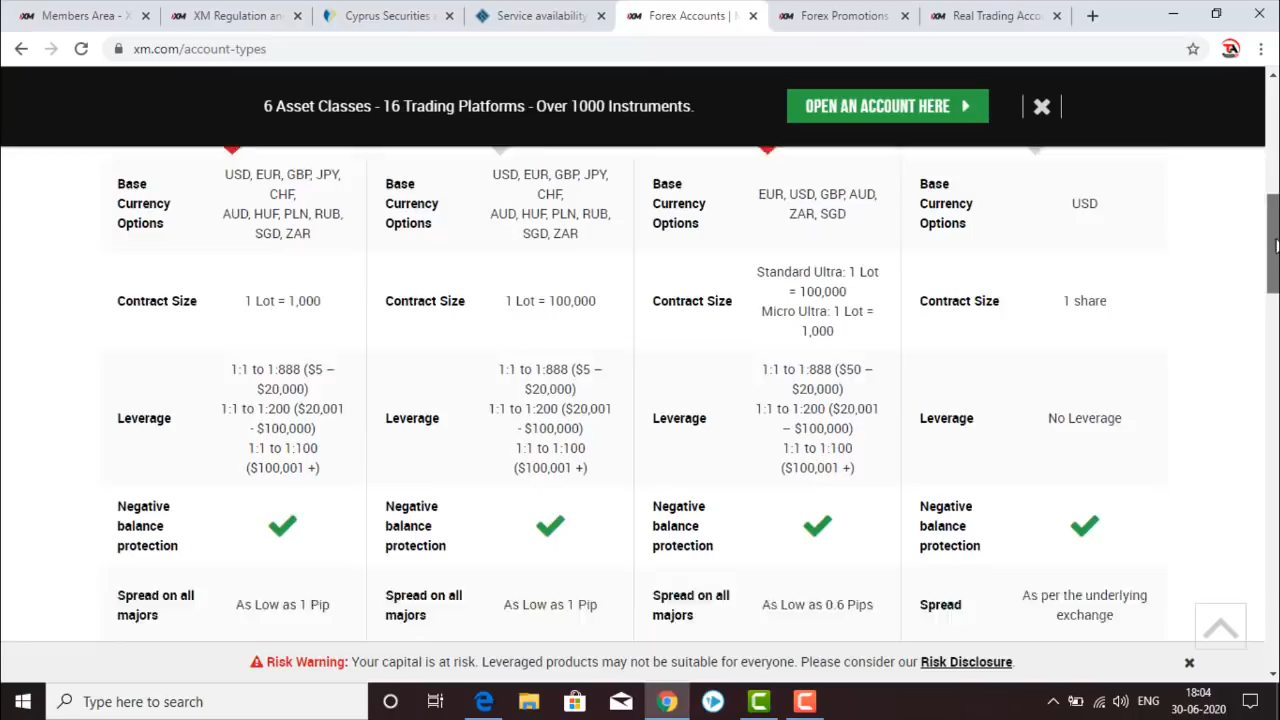 Members Area - X
XM Regulation and
Cyprus Securities a
Service availability
Forex Accounts | M
Forex Promotions
Real Trading Acco
xm.com/account-types
6 Asset Classes - 16 Trading Platforms - Over 1000 Instruments.
OPEN AN ACCOUNT HERE
Base
Currency
Options
USD, EUR, GBP, JPY,
CHF,
AUD, HUF, PLN, RUB,
SGD, ZAR
Base
Currency
Options
USD, EUR, GBP, JPY,
CHF,
AUD, HUF, PLN, RUB,
SGD, ZAR
Base
Currency
Options
EUR, USD, GBP, AUD,
ZAR, SGD
Base
Currency
Options
USD
Contract Size
1 Lot = 1,000
Contract Size
1 Lot = 100,000
Contract Size
Standard Ultra: 1 Lot
= 100,000
Micro Ultra: 1 Lot =
1,000
Contract Size
1 share
Leverage
1:1 to 1:888 ($5 –
$20,000)
1:1 to 1:200 ($20,001
- $100,000)
1:1 to 1:100
($100,001 +)
Leverage
1:1 to 1:888 ($5 –
$20,000)
1:1 to 1:200 ($20,001
- $100,000)
1:1 to 1:100
($100,001 +)
Leverage
1:1 to 1:888 ($50 –
$20,000)
1:1 to 1:200 ($20,001
– $100,000)
1:1 to 1:100
($100,001 +)
Leverage
No Leverage
Negative
balance
protection
Negative
balance
protection
Negative
balance
protection
Negative
balance
protection
Spread on all
majors
As Low as 1 Pip
Spread on all
majors
As Low as 1 Pip
Spread on all
majors
As Low as 0.6 Pips
Spread
As per the underlying
exchange
Risk Warning: Your capital is at risk. Leveraged products may not be suitable for everyone. Please consider our Risk Disclosure.
Type here to search
ENG
18:04
30-06-2020